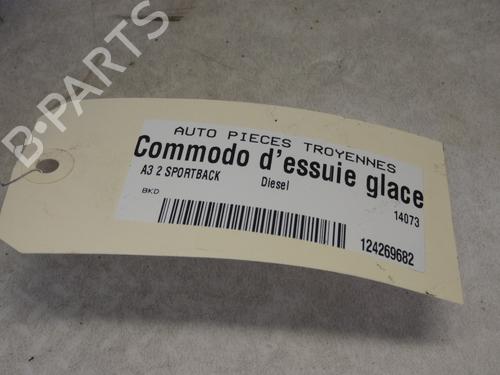 B-PARTS
AUTO PIECES TROYENNES
Commodo d'essuie glace
A3 2 SPORTBACK Diesel 14073
BKD
124269682